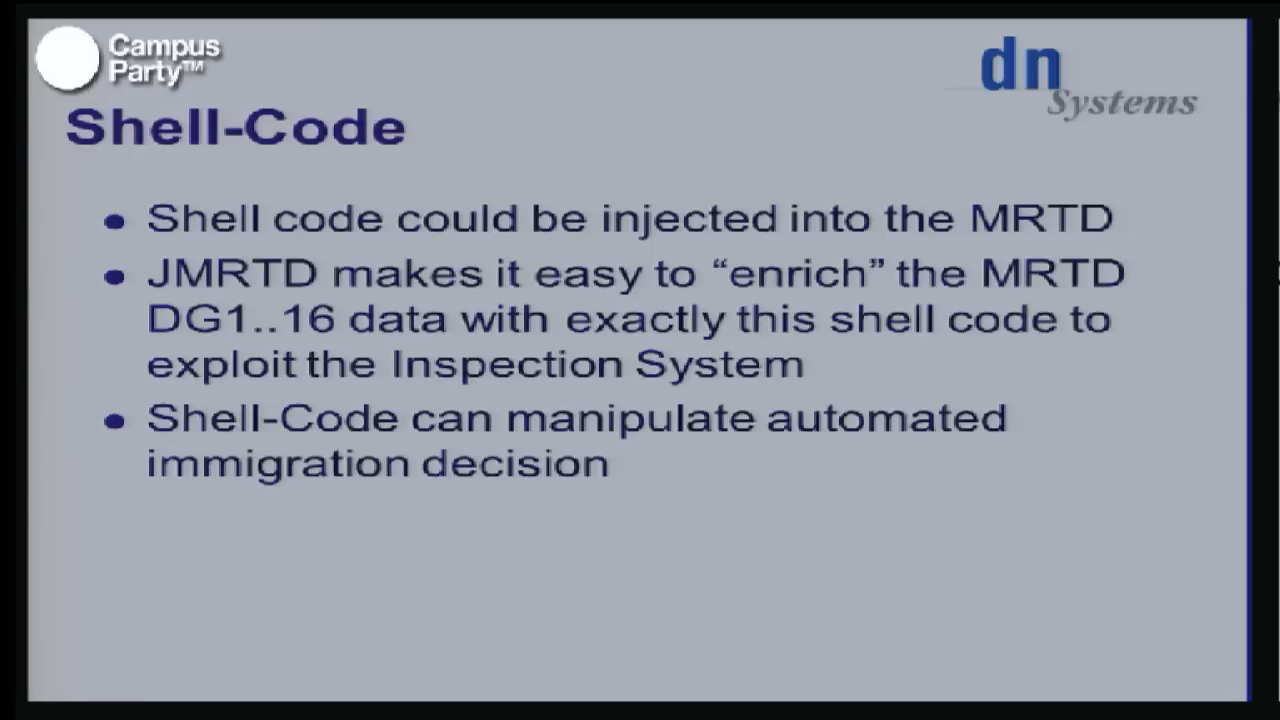 Campus
Party™
dn
Systems
Shell-Code
• Shell code could be injected into the MRTD
• JMRTD makes it easy to “enrich” the MRTD
DG1..16 data with exactly this shell code to
exploit the Inspection System
• Shell-Code can manipulate automated
immigration decision